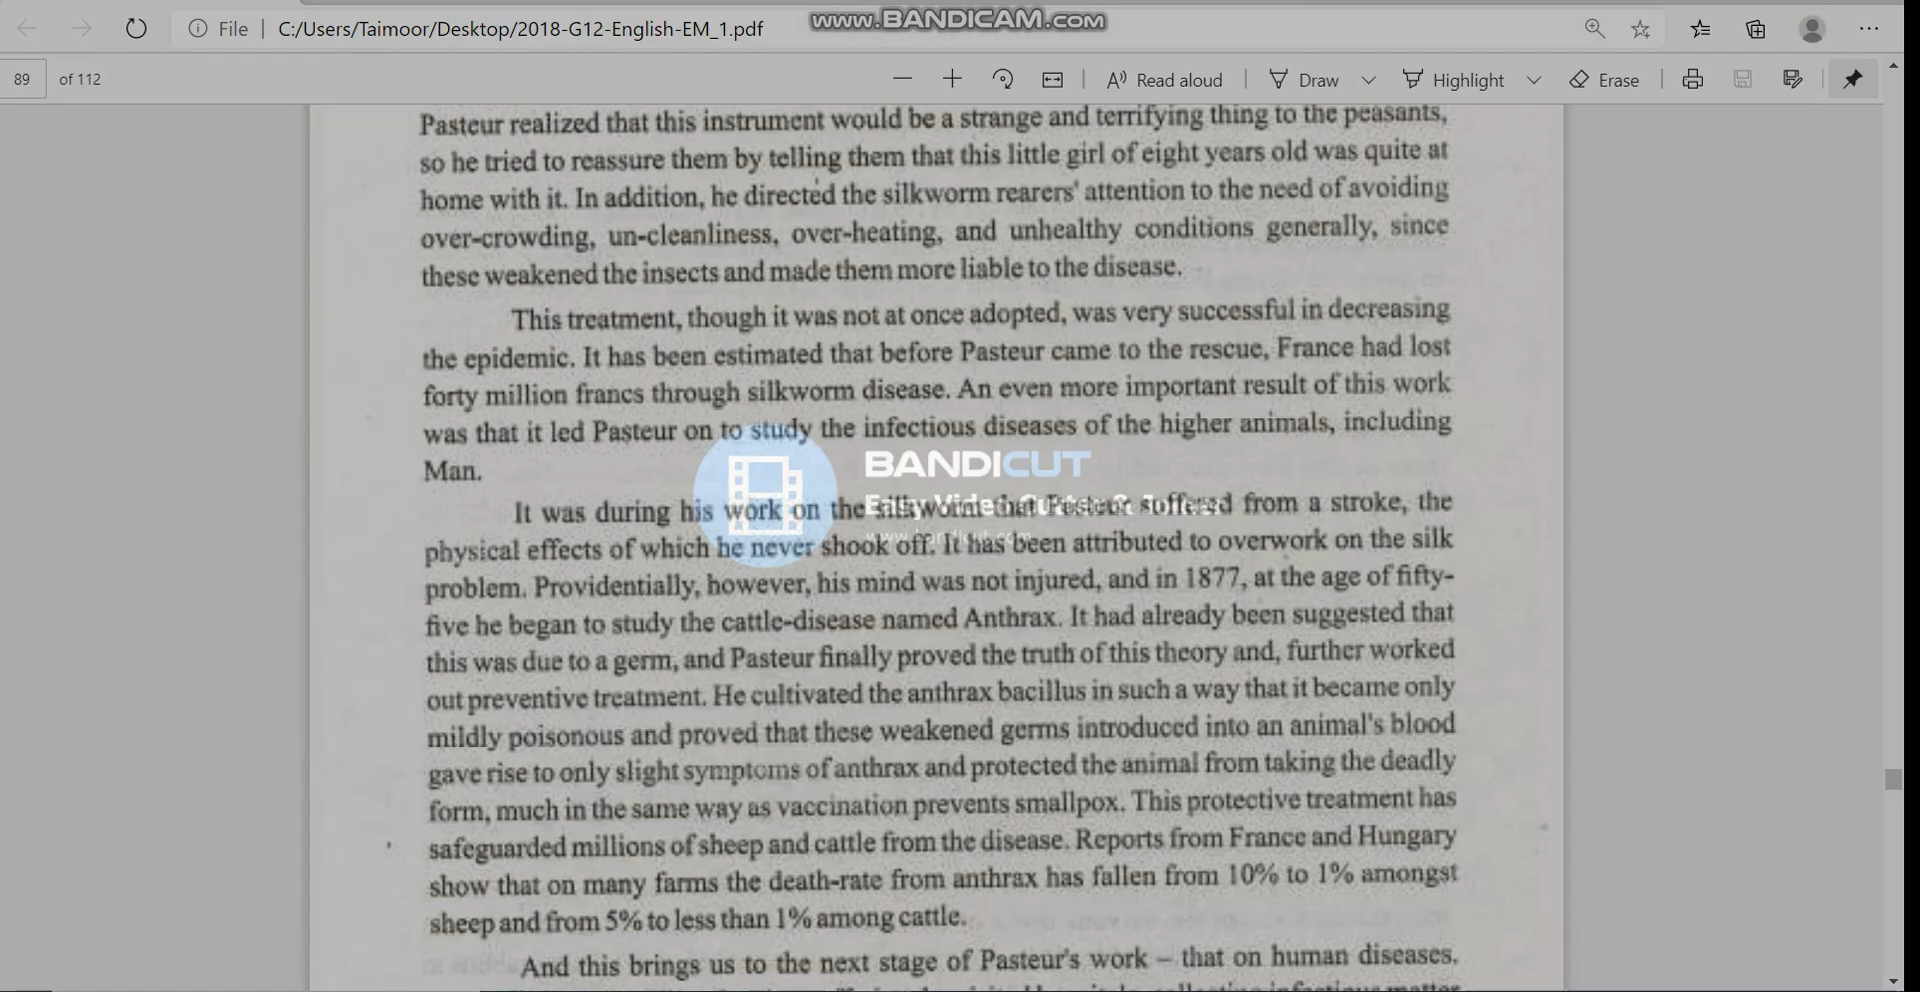 www.BANDICAM.com
File C:/Users/Taimoor/Desktop/2018-G12-English-EM_1.pdf
89 of 112 Read aloud Draw Highlight Erase
Pasteur realized that this instrument would be a strange and terrifying thing to the peasants,
so he tried to reassure them by telling them that this little girl of eight years old was quite at
home with it. In addition, he directed the silkworm rearers' attention to the need of avoiding
over-crowding, un-cleanliness, over-heating, and unhealthy conditions generally, since
these weakened the insects and made them more liable to the disease.
This treatment, though it was not at once adopted, was very successful in decreasing
the epidemic. It has been estimated that before Pasteur came to the rescue, France had lost
forty million francs through silkworm disease. An even more important result of this work
was that it led Pasteur on to study the infectious diseases of the higher animals, including
Man.
BANDICUT
Easy Video Cutter & Joiner
www.bandicut.com
It was during his work on the silkworm that Pasteur suffered from a stroke, the
physical effects of which he never shook off. It has been attributed to overwork on the silk
problem. Providentially, however, his mind was not injured, and in 1877, at the age of fifty-
five he began to study the cattle-disease named Anthrax. It had already been suggested that
this was due to a germ, and Pasteur finally proved the truth of this theory and, further worked
out preventive treatment. He cultivated the anthrax bacillus in such a way that it became only
mildly poisonous and proved that these weakened germs introduced into an animal's blood
gave rise to only slight symptoms of anthrax and protected the animal from taking the deadly
form, much in the same way as vaccination prevents smallpox. This protective treatment has
safeguarded millions of sheep and cattle from the disease. Reports from France and Hungary
show that on many farms the death-rate from anthrax has fallen from 10% to 1% amongst
sheep and from 5% to less than 1% among cattle.
And this brings us to the next stage of Pasteur's work – that on human diseases.